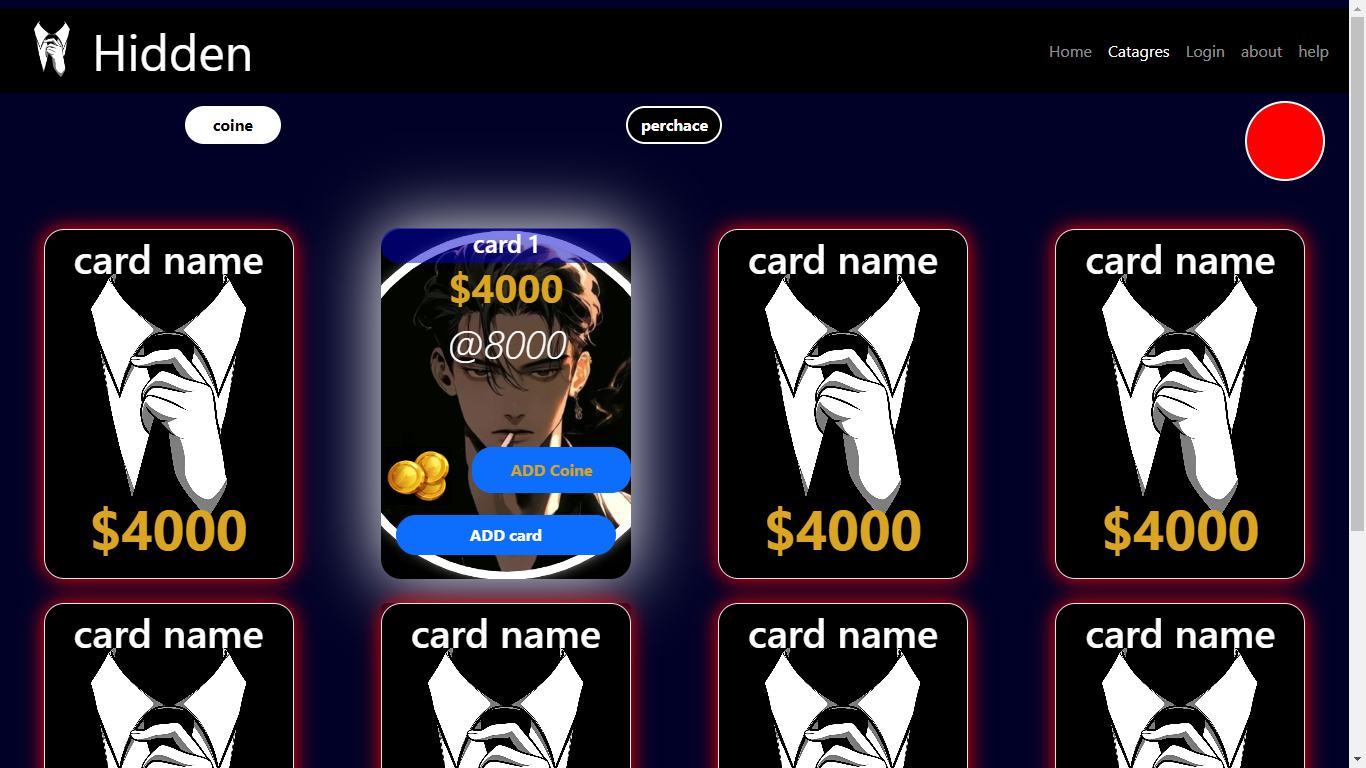 Hidden
Home Catagres Login about help
coine
perchace
card name
$4000
card 1
$4000
@8000
ADD Coine
ADD card
card name
$4000
card name
$4000
card name
card name
card name
card name